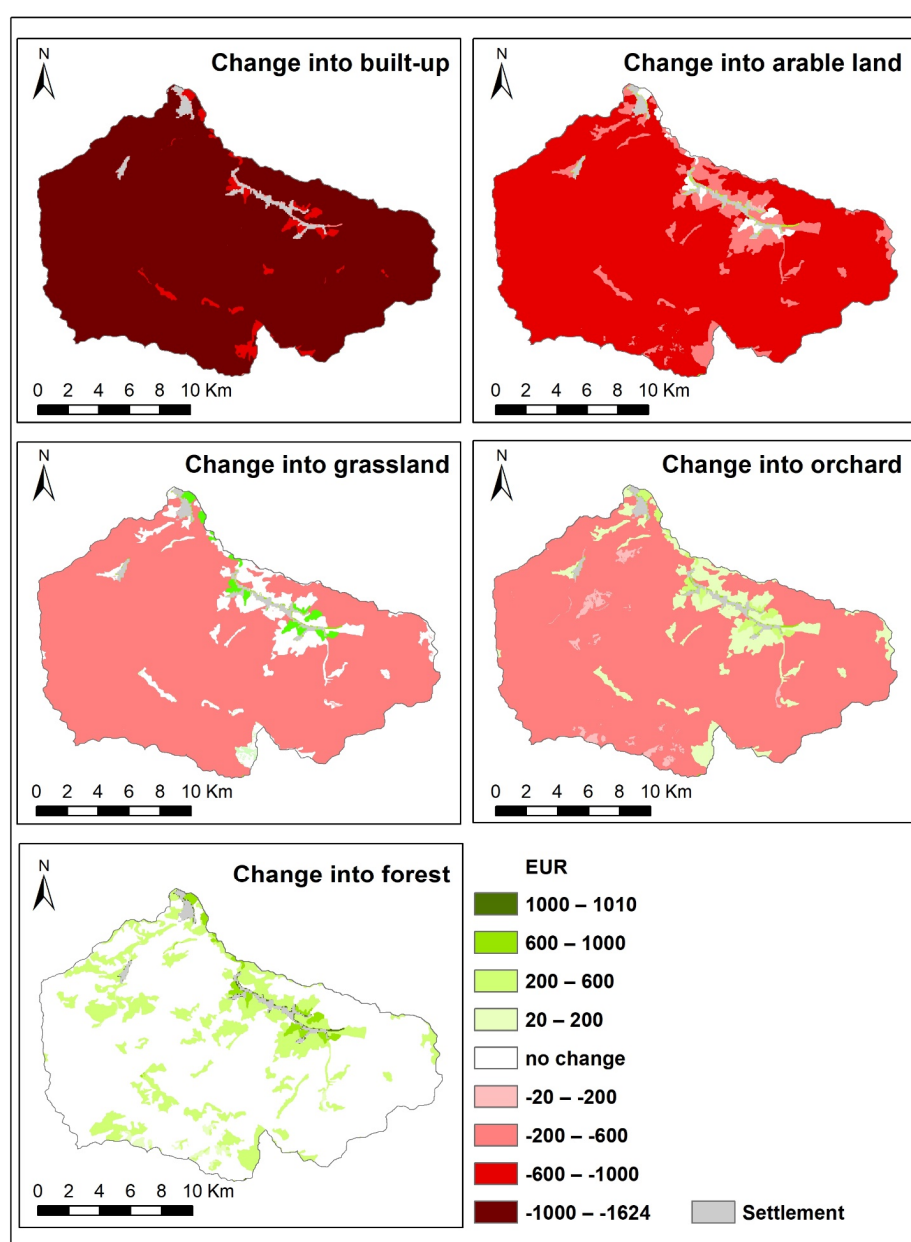 N
Change into built-up
0 2 4 6 8 10 Km
N
Change into arable land
0 2 4 6 8 10 Km
N
Change into grassland
0 2 4 6 8 10 Km
N
Change into orchard
0 2 4 6 8 10 Km
N
Change into forest
0 2 4 6 8 10 Km
EUR
1000 – 1010
600 – 1000
200 – 600
20 – 200
no change
-20 – -200
-200 – -600
-600 – -1000
-1000 – -1624
Settlement